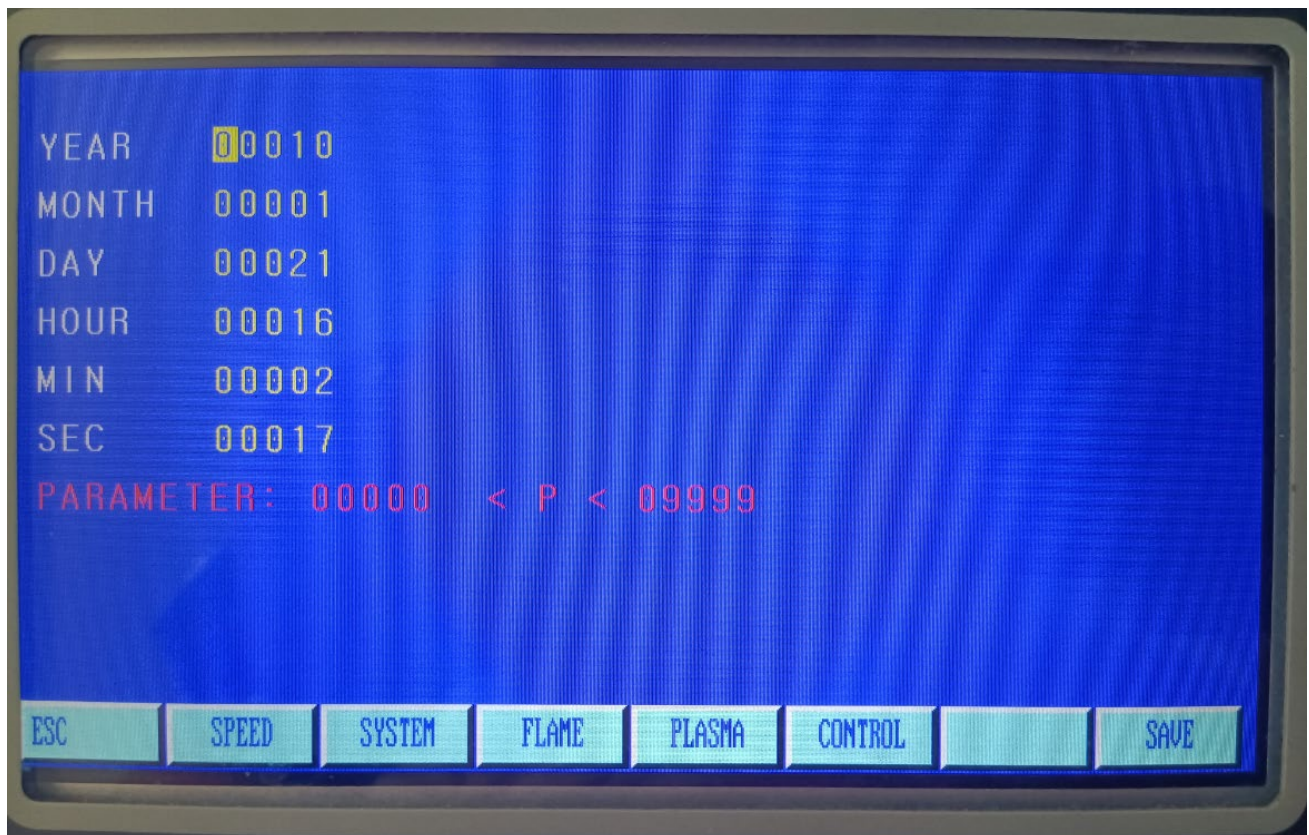 YEAR 00010
MONTH 00001
DAY 00021
HOUR 00016
MIN 00002
SEC 00017
PARAMETER: 00000 < P < 09999
ESC SPEED SYSTEM FLAME PLASMA CONTROL SAVE